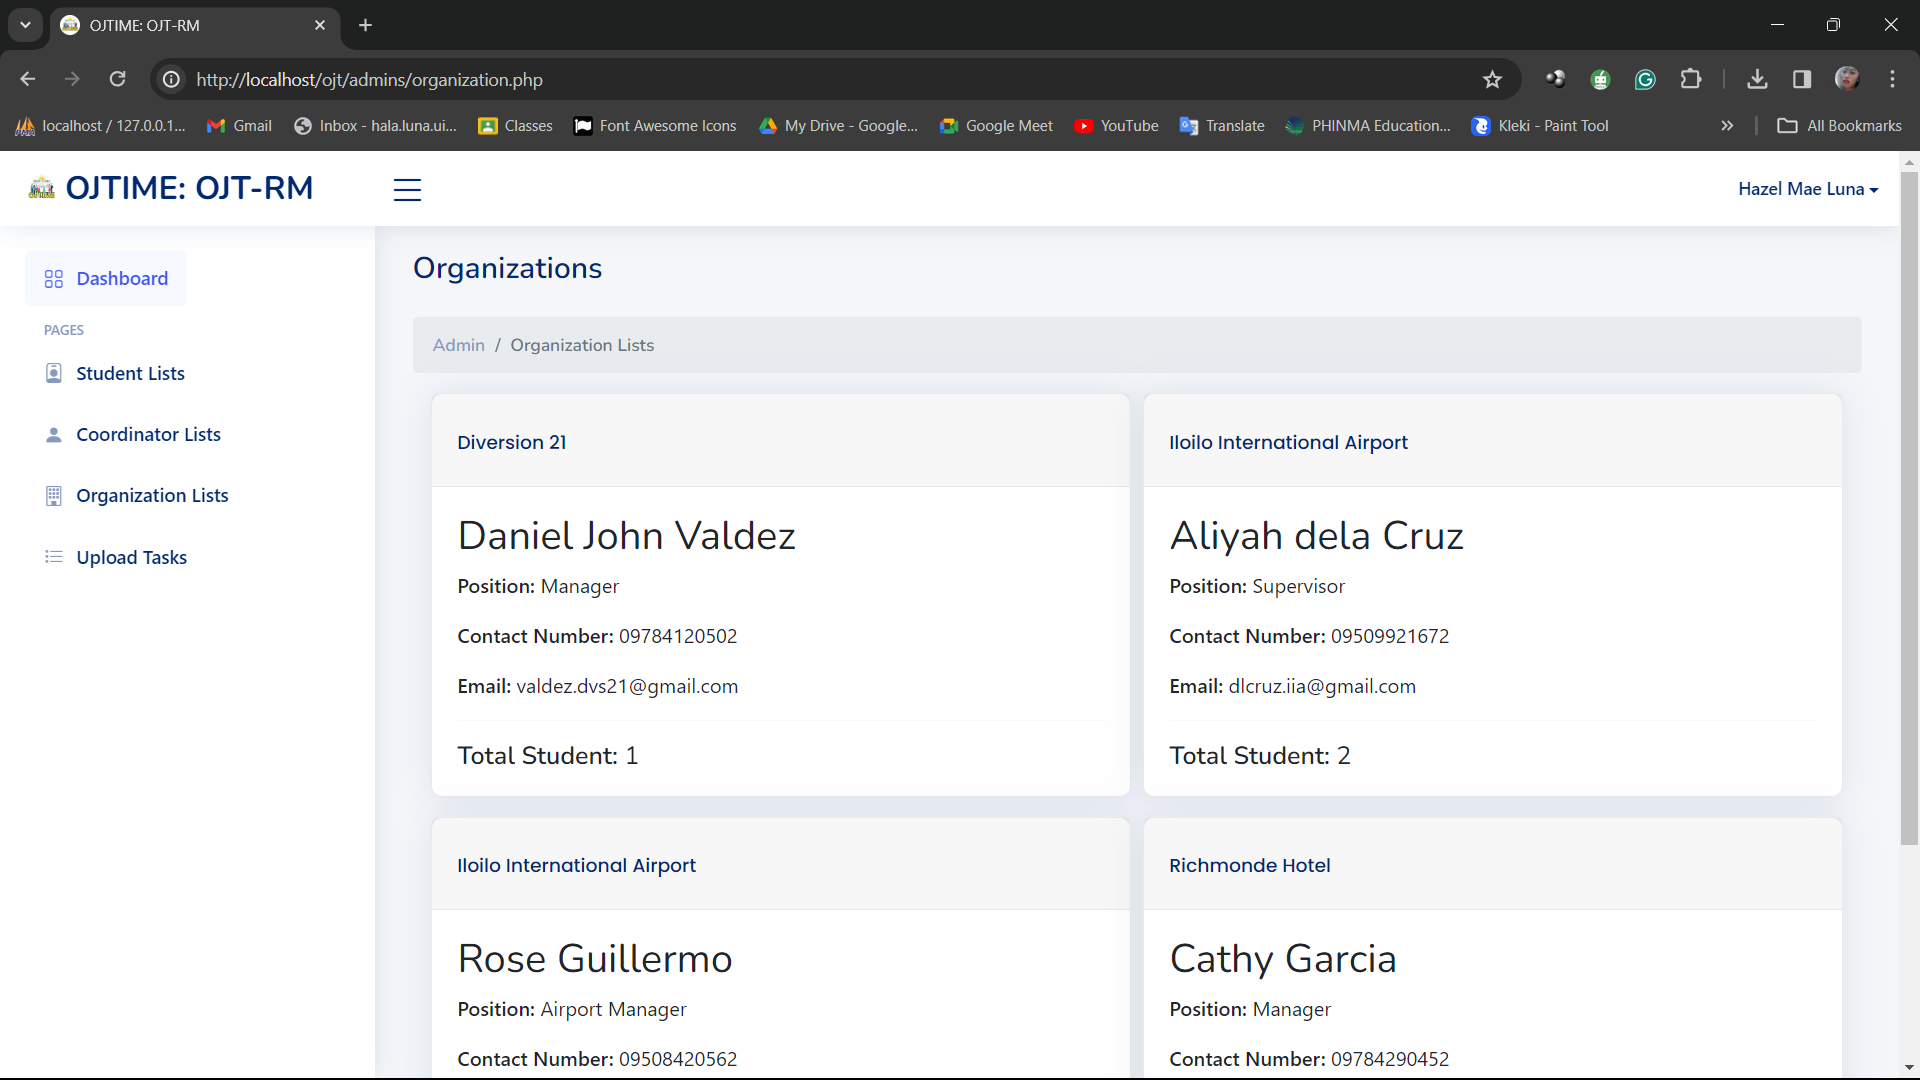 OJTIME: OJT-RM
http://localhost/ojt/admins/organization.php
localhost / 127.0.0.1...
Gmail
Inbox - hala.luna.ui...
Classes
Font Awesome Icons
My Drive - Google...
Google Meet
YouTube
Translate
PHINMA Education...
Kleki - Paint Tool
All Bookmarks
OJTIME: OJT-RM
Hazel Mae Luna
Dashboard
PAGES
Student Lists
Coordinator Lists
Organization Lists
Upload Tasks
Organizations
Admin / Organization Lists
Diversion 21
Daniel John Valdez
Position: Manager
Contact Number: 09784120502
Email: valdez.dvs21@gmail.com
Total Student: 1
Iloilo International Airport
Aliyah dela Cruz
Position: Supervisor
Contact Number: 09509921672
Email: dlcruz.iia@gmail.com
Total Student: 2
Iloilo International Airport
Rose Guillermo
Position: Airport Manager
Contact Number: 09508420562
Richmonde Hotel
Cathy Garcia
Position: Manager
Contact Number: 09784290452